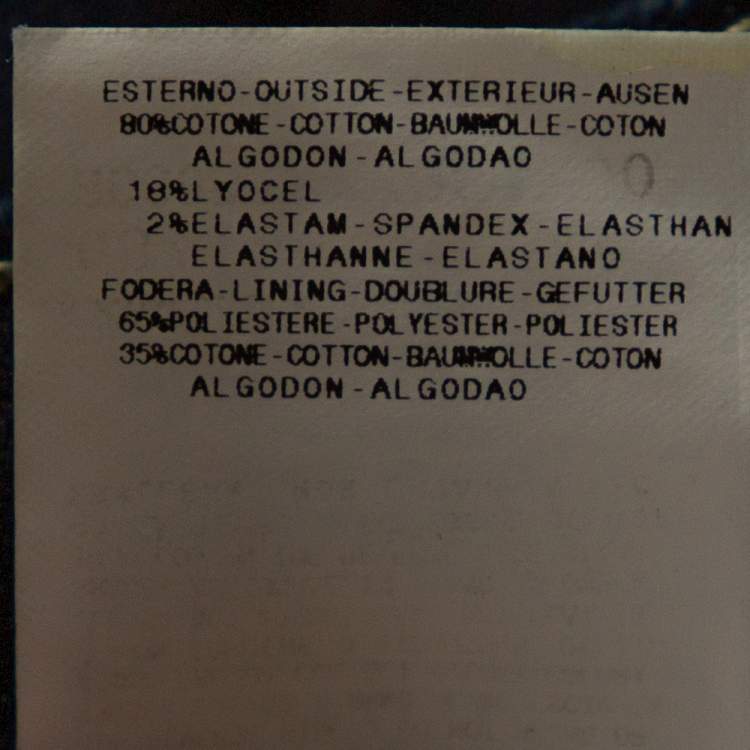 ESTERNO-OUTSIDE-EXTERIEUR-AUSEN
80%COTONE-COTTON-BAUMWOLLE-COTON
ALGODON-ALGODAO
18%LYOCEL
2%ELASTAM-SPANDEX-ELASTHAN
ELASTHANNE-ELASTANO
FODERA-LINING-DOUBLURE-GEFUTTER
65%POLIESTERE-POLYESTER-POLIESTER
35%COTONE-COTTON-BAUMWOLLE-COTON
ALGODON-ALGODAO